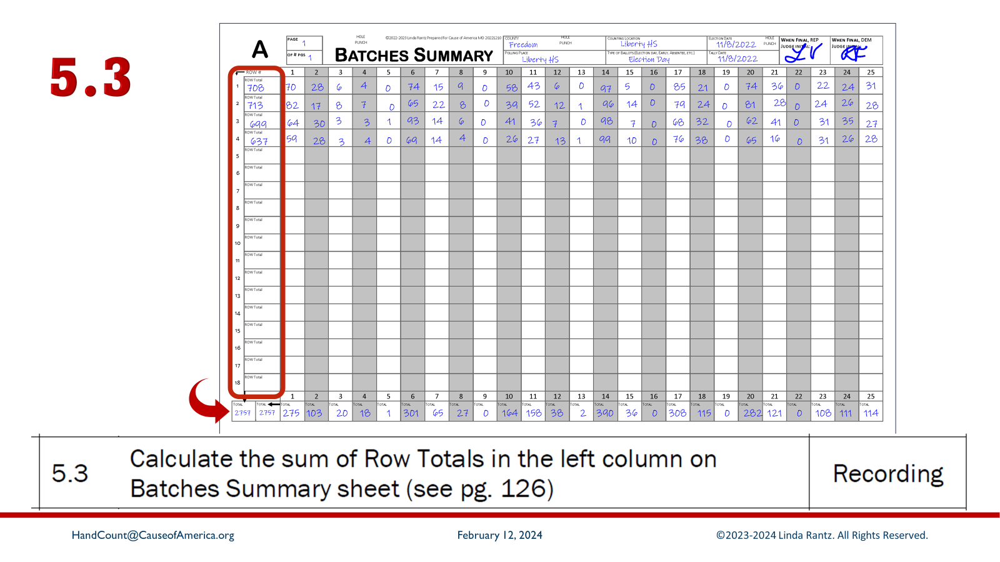 5.3
A
PAGE 1
OF # PGS 1
HOLE PUNCH
©2022-2023 Linda Rantz Prepared for Cause of America MO 20221210
BATCHES SUMMARY
COUNTY Freedom
HOLE PUNCH
POLLING PLACE Liberty HS
COUNTING LOCATION Liberty HS
TYPE OF BALLOTS (ELECTION DAY, EARLY, ABSENTEE, ETC.) Election Day
ELECTION DATE 11/8/2022
HOLE PUNCH
TALLY DATE 11/8/2022
WHEN FINAL, REP
JUDGE INITIAL:
WHEN FINAL, DEM
JUDGE INITIAL:
ROW # 1 2 3 4 5 6 7 8 9 10 11 12 13 14 15 16 17 18 19 20 21 22 23 24 25
1 ROW Total 708 70 28 6 4 0 74 15 9 0 58 43 6 0 97 5 0 85 21 0 74 36 0 22 24 31
2 ROW Total 713 82 17 8 7 0 65 22 8 0 39 52 12 1 96 14 0 79 24 0 81 28 0 24 26 28
3 ROW Total 699 64 30 3 3 1 93 14 6 0 41 36 7 0 98 7 0 68 32 0 62 41 0 31 35 27
4 ROW Total 637 59 28 3 4 0 69 14 4 0 26 27 13 1 99 10 0 76 38 0 65 16 0 31 26 28
5 ROW Total
6 ROW Total
7 ROW Total
8 ROW Total
9 ROW Total
10 ROW Total
11 ROW Total
12 ROW Total
13 ROW Total
14 ROW Total
15 ROW Total
16 ROW Total
17 ROW Total
18 ROW Total
1 2 3 4 5 6 7 8 9 10 11 12 13 14 15 16 17 18 19 20 21 22 23 24 25
TOTAL TOTAL TOTAL TOTAL TOTAL TOTAL TOTAL TOTAL TOTAL TOTAL TOTAL TOTAL TOTAL TOTAL TOTAL TOTAL TOTAL TOTAL TOTAL TOTAL TOTAL TOTAL TOTAL TOTAL TOTAL TOTAL TOTAL
2757 2757 275 103 20 18 1 301 65 27 0 164 158 38 2 390 36 0 308 115 0 282 121 0 108 111 114
5.3 Calculate the sum of Row Totals in the left column on Recording
Batches Summary sheet (see pg. 126)
HandCount@CauseofAmerica.org February 12, 2024 ©2023-2024 Linda Rantz. All Rights Reserved.